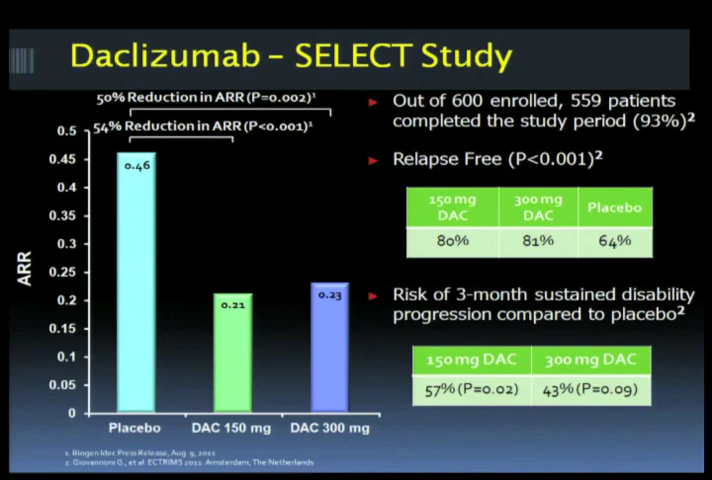 Daclizumab – SELECT Study
50% Reduction in ARR (P=0.002)¹
54% Reduction in ARR (P<0.001)¹
ARR
0.5
0.45
0.4
0.35
0.3
0.25
0.2
0.15
0.1
0.05
0
0.46
0.21
0.23
Placebo DAC 150 mg DAC 300 mg
Out of 600 enrolled, 559 patients
completed the study period (93%)²
Relapse Free (P<0.001)²
150 mg DAC 300 mg DAC Placebo
80% 81% 64%
Risk of 3-month sustained disability
progression compared to placebo²
150 mg DAC 300 mg DAC
57% (P=0.02) 43% (P=0.09)
1. Biogen Idec Press Release, Aug. 9, 2011
2. Giovannoni G., et al. ECTRIMS 2011. Amsterdam, The Netherlands